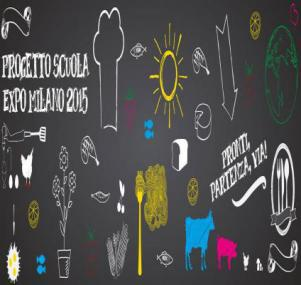 PROGETTO SCUOLA
EXPO MILANO 2015
PRONTI,
PARTENZA, VIA!